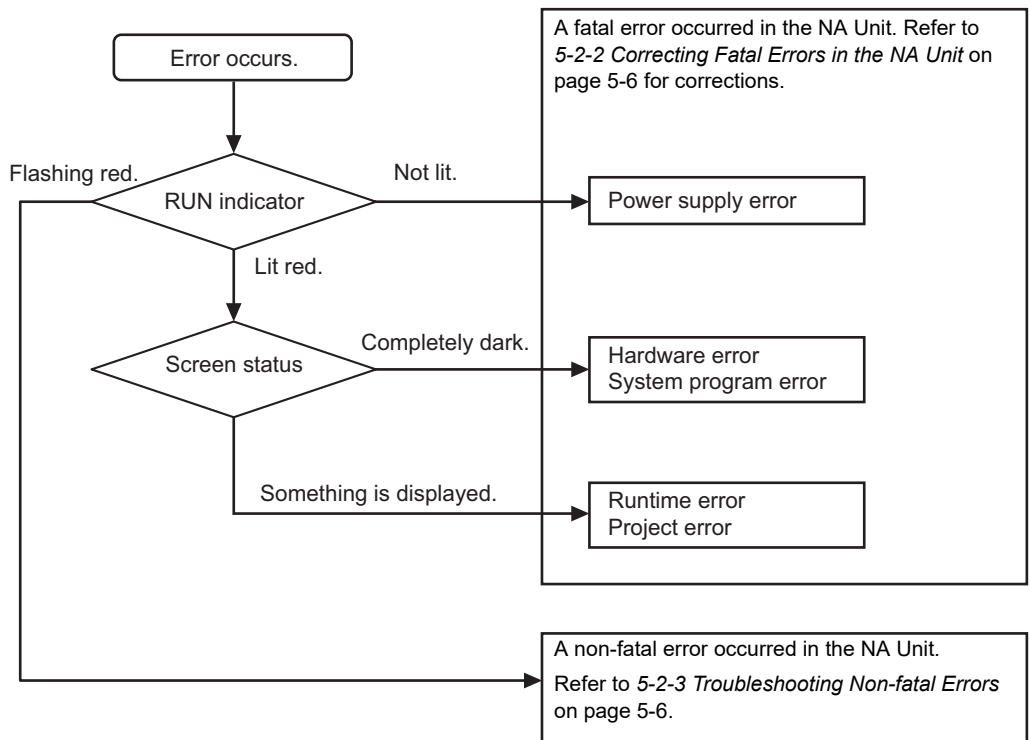 A fatal error occurred in the NA Unit. Refer to
5-2-2 Correcting Fatal Errors in the NA Unit on
page 5-6 for corrections.
Error occurs.
Flashing red.
Not lit.
RUN indicator
Power supply error
Lit red.
Completely dark.
Screen status
Hardware error
System program error
Something is displayed.
Runtime error
Project error
A non-fatal error occurred in the NA Unit.
Refer to 5-2-3 Troubleshooting Non-fatal Errors
on page 5-6.